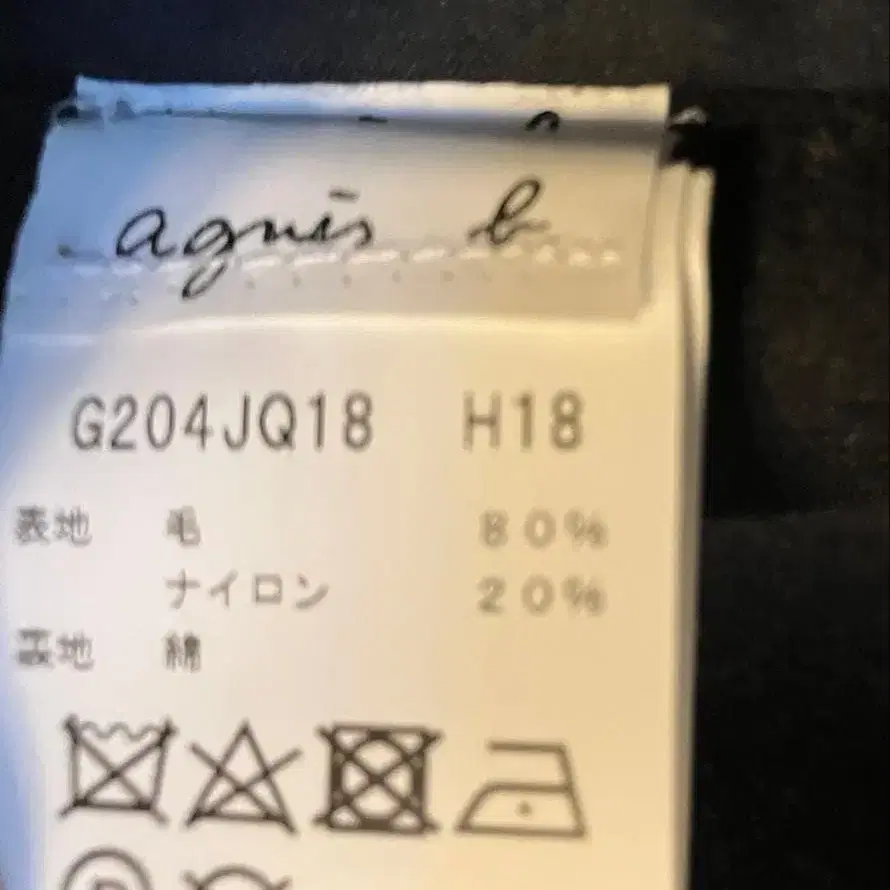 agnès b
G204JQ18 H18
表地 毛 80%
ナイロン 20%
裏地 綿